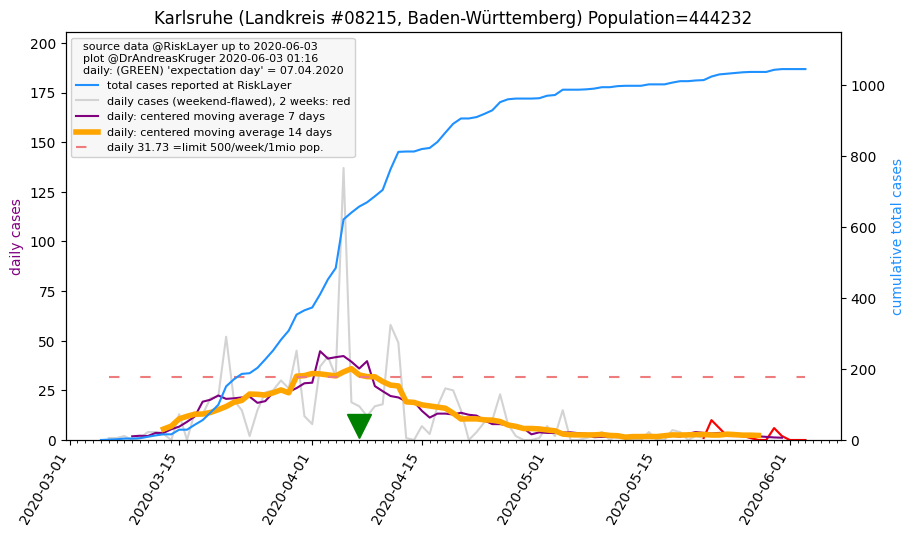 Karlsruhe (Landkreis #08215, Baden-Württemberg) Population=444232
source data @RiskLayer up to 2020-06-03
plot @DrAndreasKruger 2020-06-03 01:16
daily: (GREEN) 'expectation day' = 07.04.2020
total cases reported at RiskLayer
daily cases (weekend-flawed), 2 weeks: red
daily: centered moving average 7 days
daily: centered moving average 14 days
daily 31.73 =limit 500/week/1mio pop.
daily cases
200
175
150
125
100
75
50
25
0
cumulative total cases
1000
800
600
400
200
0
2020-03-01
2020-03-15
2020-04-01
2020-04-15
2020-05-01
2020-05-15
2020-06-01